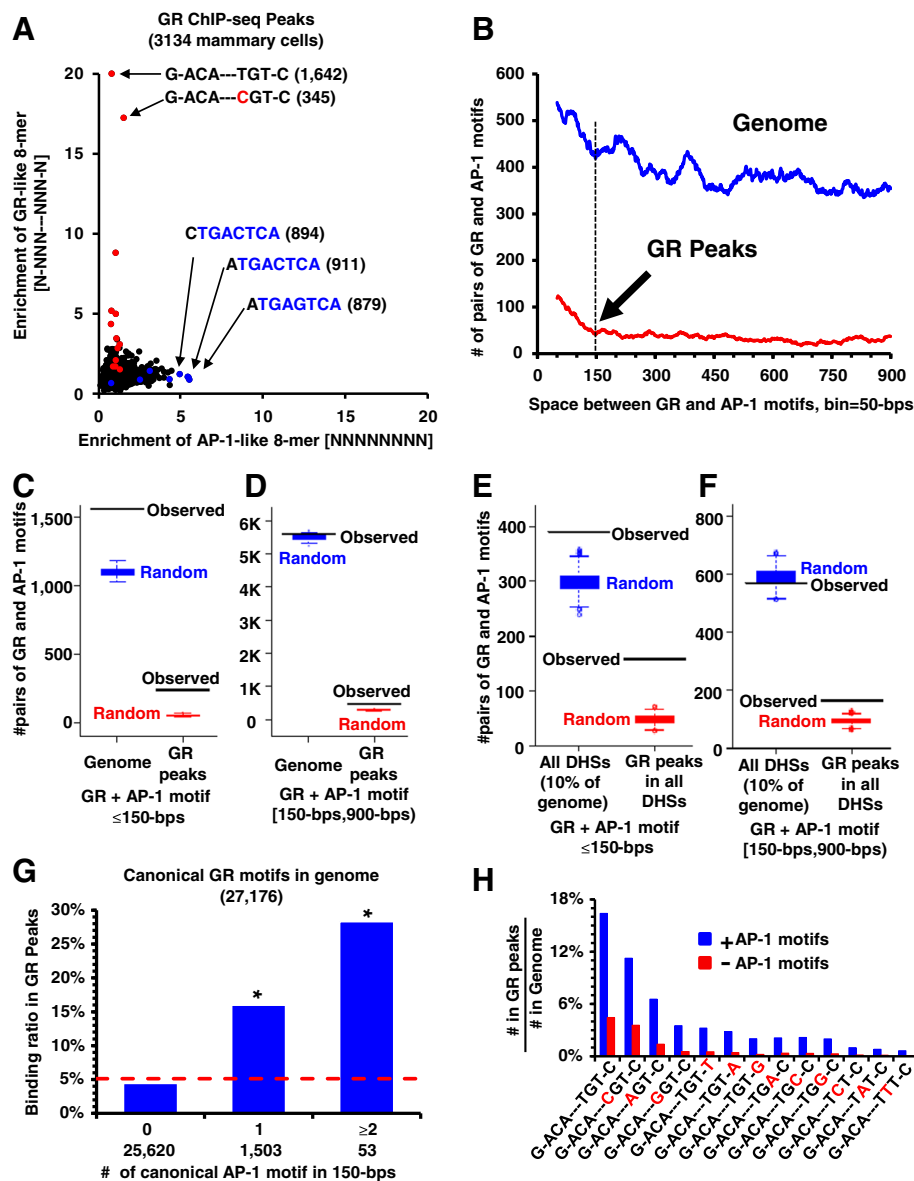 A
GR ChIP-seq Peaks
(3134 mammary cells)
Enrichment of GR-like 8-mer
[N-NNN---NNN-N]
20
15
10
5
0
G-ACA---TGT-C (1,642)
G-ACA---CGT-C (345)
CTGACTCA (894)
ATGACTCA (911)
ATGAGTCA (879)
0 5 10 15 20
Enrichment of AP-1-like 8-mer [NNNNNNNN]
B
# of pairs of GR and AP-1 motifs
600
500
400
300
200
100
0
Genome
GR Peaks
0 150 300 450 600 750 900
Space between GR and AP-1 motifs, bin=50-bps
C
#pairs of GR and AP-1 motifs
1,500
1,000
500
0
Observed
Random
Observed
Random
Genome GR peaks
GR + AP-1 motif
≤150-bps
D
6K
5K
4K
3K
2K
1K
0
Observed
Random
Observed
Random
Genome GR peaks
GR + AP-1 motif
[150-bps,900-bps)
E
#pairs of GR and AP-1 motifs
400
300
200
100
0
Observed
Random
Observed
Random
All DHSs
(10% of
genome)
GR peaks
in all
DHSs
GR + AP-1 motif
≤150-bps
F
800
600
400
200
0
Random
Observed
Observed
Random
All DHSs
(10% of
genome)
GR peaks
in all
DHSs
GR + AP-1 motif
[150-bps,900-bps)
G
Canonical GR motifs in genome
(27,176)
Binding ratio in GR Peaks
30%
25%
20%
15%
10%
5%
0%
*
*
0 1 ≥2
25,620 1,503 53
# of canonical AP-1 motif in 150-bps
H
# in GR peaks
# in Genome
18%
12%
6%
0%
+ AP-1 motifs
− AP-1 motifs
G-ACA---TGT-C
G-ACA---CGT-C
G-ACA---AGT-C
G-ACA---GGT-C
G-ACA---TGT-T
G-ACA---TGT-A
G-ACA---TGT-G
G-ACA---TGA-C
G-ACA---TGC-C
G-ACA---TGG-C
G-ACA---TCT-C
G-ACA---TAT-C
G-ACA---TTT-C